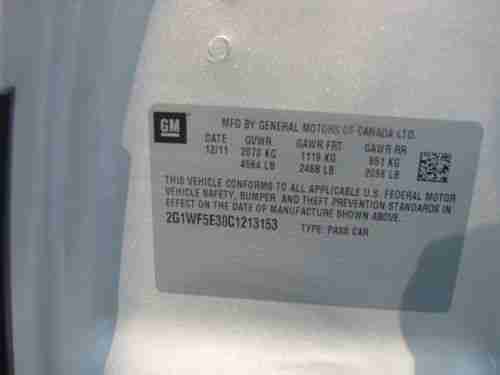 GM
MFG BY GENERAL MOTORS OF CANADA LTD.
DATE GVWR GAWR FRT GAWR RR
12/11 2070 KG 1119 KG 951 KG
4564 LB 2468 LB 2096 LB
THIS VEHICLE CONFORMS TO ALL APPLICABLE U.S. FEDERAL MOTOR
VEHICLE SAFETY, BUMPER, AND THEFT PREVENTION STANDARDS IN
EFFECT ON THE DATE OF MANUFACTURE SHOWN ABOVE.
2G1WF5E30C1213153 TYPE: PASS CAR